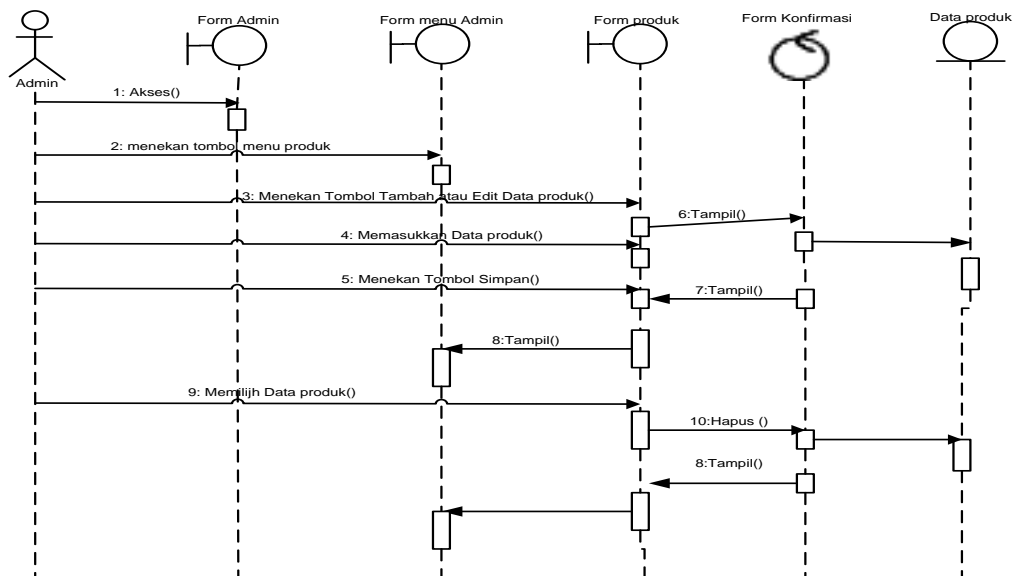 Form Admin
Form menu Admin
Form produk
Form Konfirmasi
Data produk
Admin
1: Akses()
2: menekan tombol menu produk
3: Menekan Tombol Tambah atau Edit Data produk()
6:Tampil()
4: Memasukkan Data produk()
5: Menekan Tombol Simpan()
7:Tampil()
8:Tampil()
9: Memilijh Data produk()
10:Hapus ()
8:Tampil()